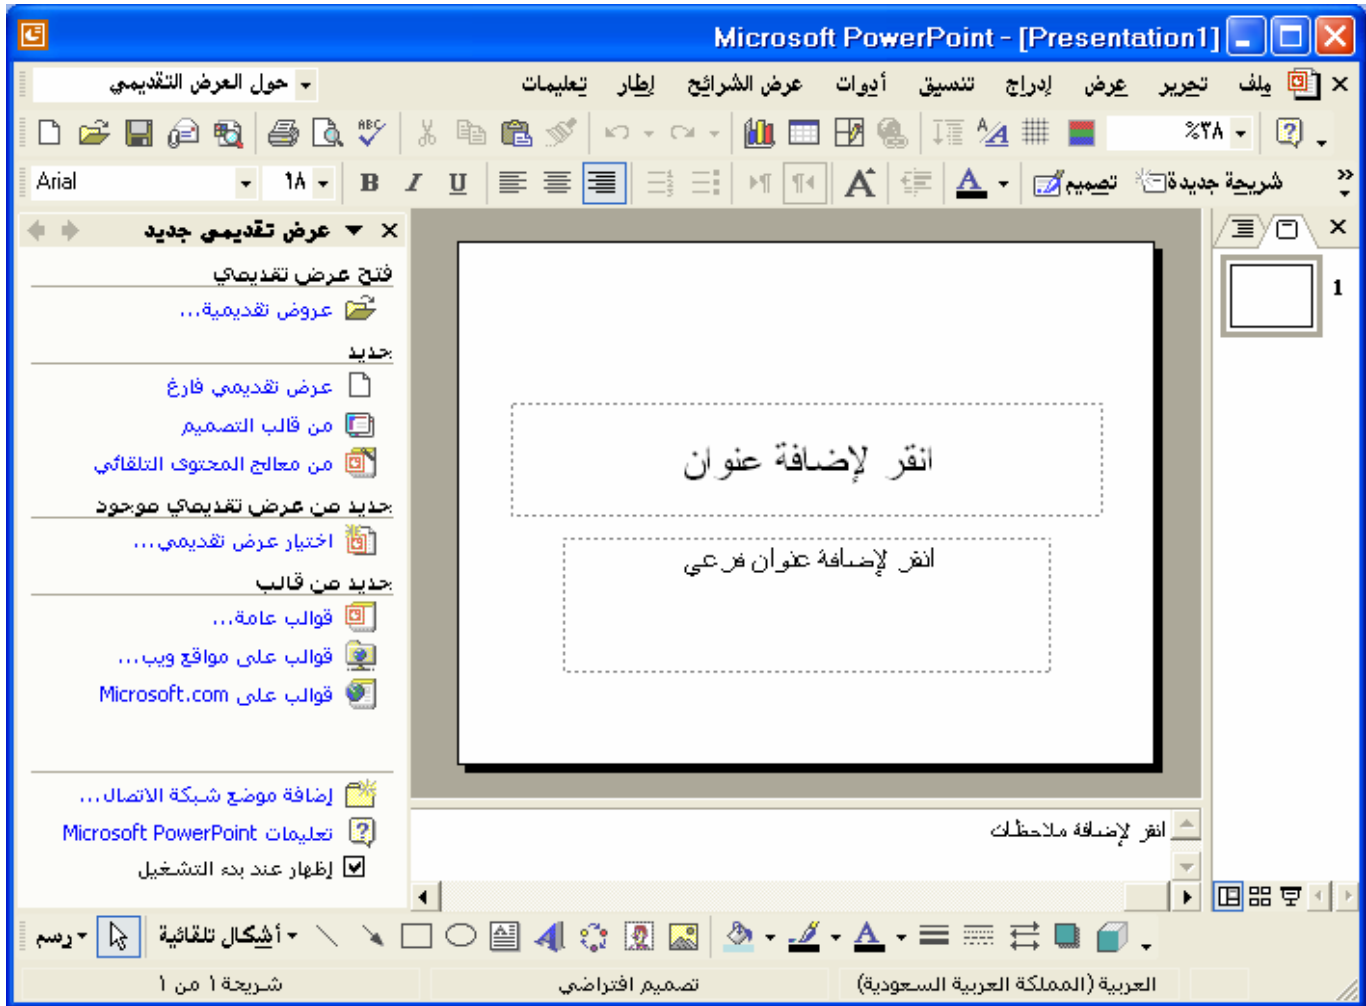 Microsoft PowerPoint - [Presentation1]
ملف تحرير عرض إدراج تنسيق أدوات عرض الشرائح إطار تعليمات
حول العرض التقديمي
ABC
٣٨%
Arial
١٨
B I U
A
A
تصميم
شريحة جديدة
عرض تقديمي جديد
فتح عرض تقديمي
عروض تقديمية...
جديد
عرض تقديمي فارغ
من قالب التصميم
من معالج المحتوى التلقائي
جديد من عرض تقديمي موجود
اختيار عرض تقديمي...
جديد من قالب
قوالب عامة...
قوالب على مواقع ويب...
قوالب على Microsoft.com
إضافة موضع شبكة الاتصال...
تعليمات Microsoft PowerPoint
إظهار عند بدء التشغيل
انقر لإضافة عنوان
انقر لإضافة عنوان فرعي
انقر لإضافة ملاحظات
1
رسم
أشكال تلقائية
شريحة ١ من ١
تصميم افتراضي
العربية (المملكة العربية السعودية)